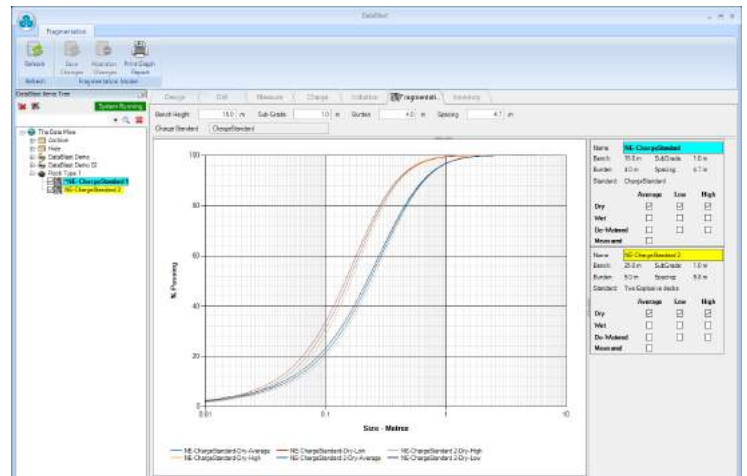 DataBlast
Fragmentation
Refresh
Save Changes
Abandon Changes
Print Graph Report
Refresh
Fragmentation Model
DataBlast Items Tree
System Running
The Data Mine
Archive
Hide
DataBlast Demo
DataBlast Demo 02
Rock Type 1
*NE-ChargeStandard 1
NE-ChargeStandard 2
Design
Drill
Measure
Charge
Initiation
Fragmentati..
Inventory
Bench Height 15.0 m Sub-Grade 1.0 m Burden 4.0 m Spacing 4.7 m
Charge Standard ChargeStandard
100
80
60
40
20
0
% Passing
0.01
0.1
1
10
Size - Metres
NE-ChargeStandard-Dry-Average
NE-ChargeStandard-Dry-Low
NE-ChargeStandard 2-Dry-High
NE-ChargeStandard-Dry-High
NE-ChargeStandard 2-Dry-Average
NE-ChargeStandard 2-Dry-Low
Name NE-ChargeStandard
Bench 15.0 m SubGrade 1.0 m
Burden 4.0 m Spacing 4.7 m
Standard ChargeStandard
Average Low High
Dry
Wet
De-Watered
Measured
Name NE-ChargeStandard 2
Bench SubGrade 1.0 m
Burden Spacing
Standard Two Explosive decks
Average Low High
Dry
Wet
De-Watered
Measured